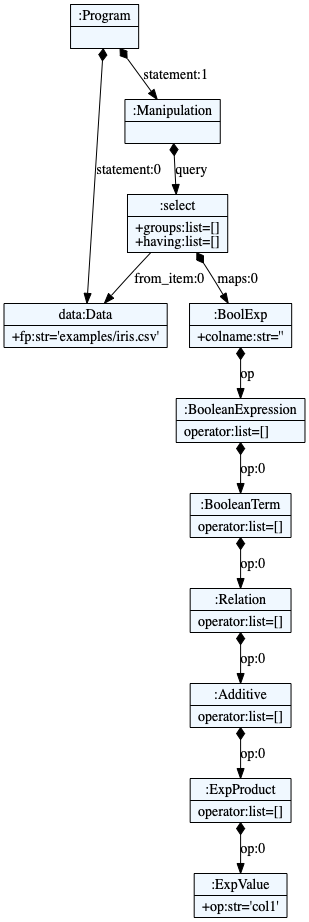 :Program
statement:1
:Manipulation
statement:0
query
:select
+groups:list=[]
+having:list=[]
from_item:0
maps:0
data:Data
+fp:str='examples/iris.csv'
:BoolExp
+colname:str=''
op
:BooleanExpression
operator:list=[]
op:0
:BooleanTerm
operator:list=[]
op:0
:Relation
operator:list=[]
op:0
:Additive
operator:list=[]
op:0
:ExpProduct
operator:list=[]
op:0
:ExpValue
+op:str='col1'